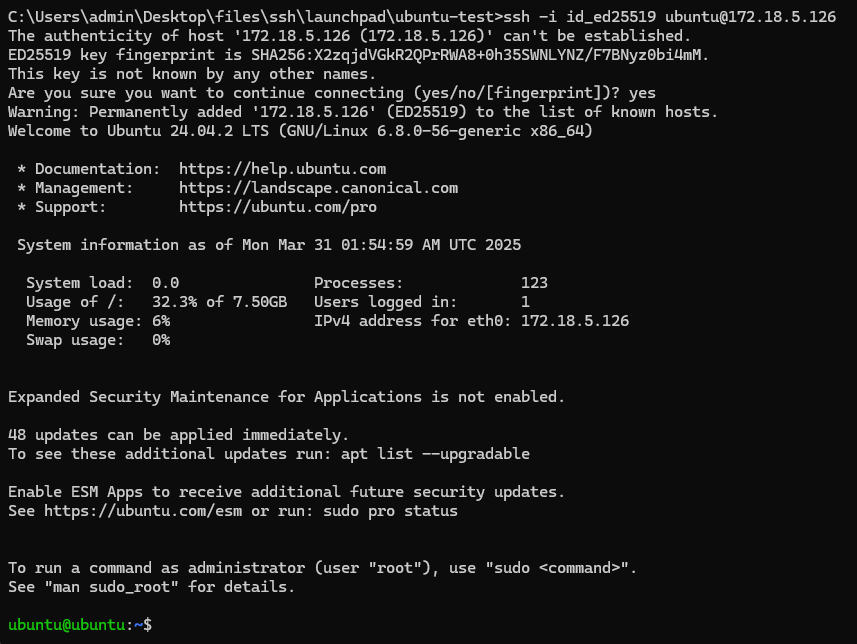 C:\Users\admin\Desktop\files\ssh\launchpad\ubuntu-test>ssh -i id_ed25519 ubuntu@172.18.5.126
The authenticity of host '172.18.5.126 (172.18.5.126)' can't be established.
ED25519 key fingerprint is SHA256:X2zqjdVGkR2QPrRWA8+0h35SWNLYNZ/F7BNyz0bi4mM.
This key is not known by any other names.
Are you sure you want to continue connecting (yes/no/[fingerprint])? yes
Warning: Permanently added '172.18.5.126' (ED25519) to the list of known hosts.
Welcome to Ubuntu 24.04.2 LTS (GNU/Linux 6.8.0-56-generic x86_64)

 * Documentation:  https://help.ubuntu.com
 * Management:     https://landscape.canonical.com
 * Support:        https://ubuntu.com/pro

 System information as of Mon Mar 31 01:54:59 AM UTC 2025

  System load:  0.0               Processes:             123
  Usage of /:   32.3% of 7.50GB   Users logged in:       1
  Memory usage: 6%                IPv4 address for eth0: 172.18.5.126
  Swap usage:   0%

Expanded Security Maintenance for Applications is not enabled.

48 updates can be applied immediately.
To see these additional updates run: apt list --upgradable

Enable ESM Apps to receive additional future security updates.
See https://ubuntu.com/esm or run: sudo pro status

To run a command as administrator (user "root"), use "sudo <command>".
See "man sudo_root" for details.

ubuntu@ubuntu:~$